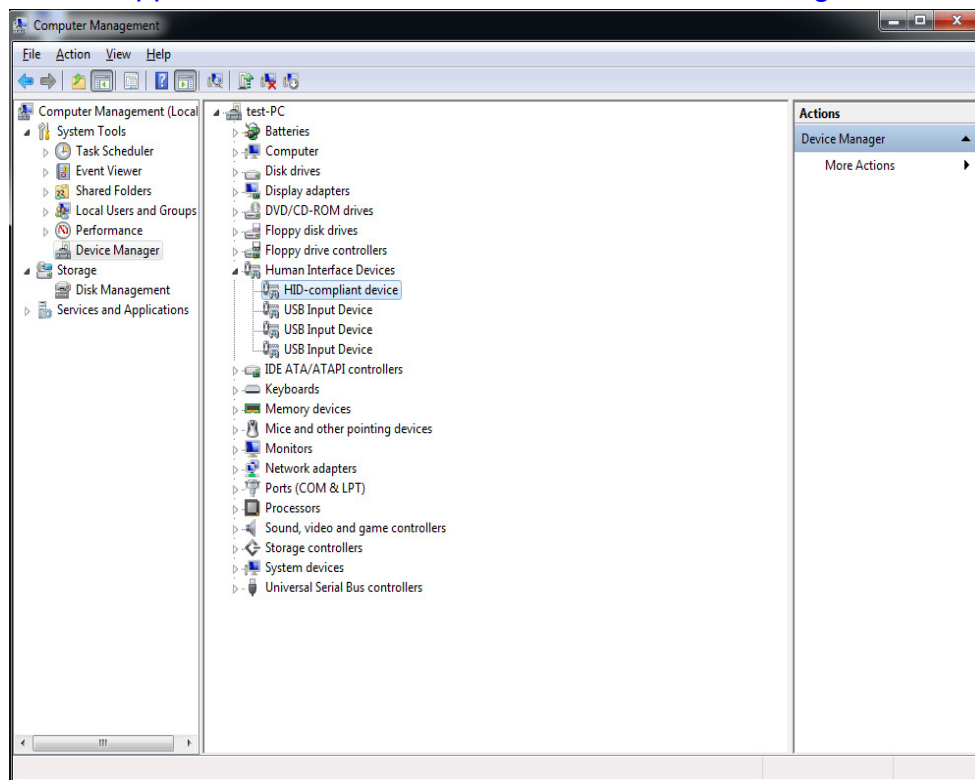 Computer Management
File Action View Help
Computer Management (Local
System Tools
Task Scheduler
Event Viewer
Shared Folders
Local Users and Groups
Performance
Device Manager
Storage
Disk Management
Services and Applications
test-PC
Batteries
Computer
Disk drives
Display adapters
DVD/CD-ROM drives
Floppy disk drives
Floppy drive controllers
Human Interface Devices
HID-compliant device
USB Input Device
USB Input Device
USB Input Device
IDE ATA/ATAPI controllers
Keyboards
Memory devices
Mice and other pointing devices
Monitors
Network adapters
Ports (COM & LPT)
Processors
Sound, video and game controllers
Storage controllers
System devices
Universal Serial Bus controllers
Actions
Device Manager
More Actions